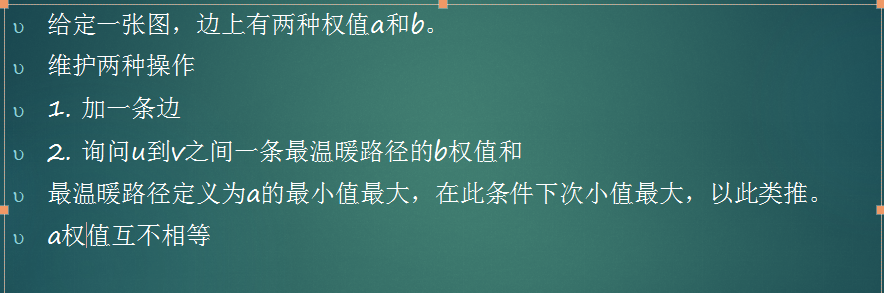 υ 给定一张图，边上有两种权值a和b。
υ 维护两种操作
υ 1. 加一条边
υ 2. 询问u到v之间一条最温暖路径的b权值和
υ 最温暖路径定义为a的最小值最大，在此条件下次小值最大，以此类推。
υ a权值互不相等